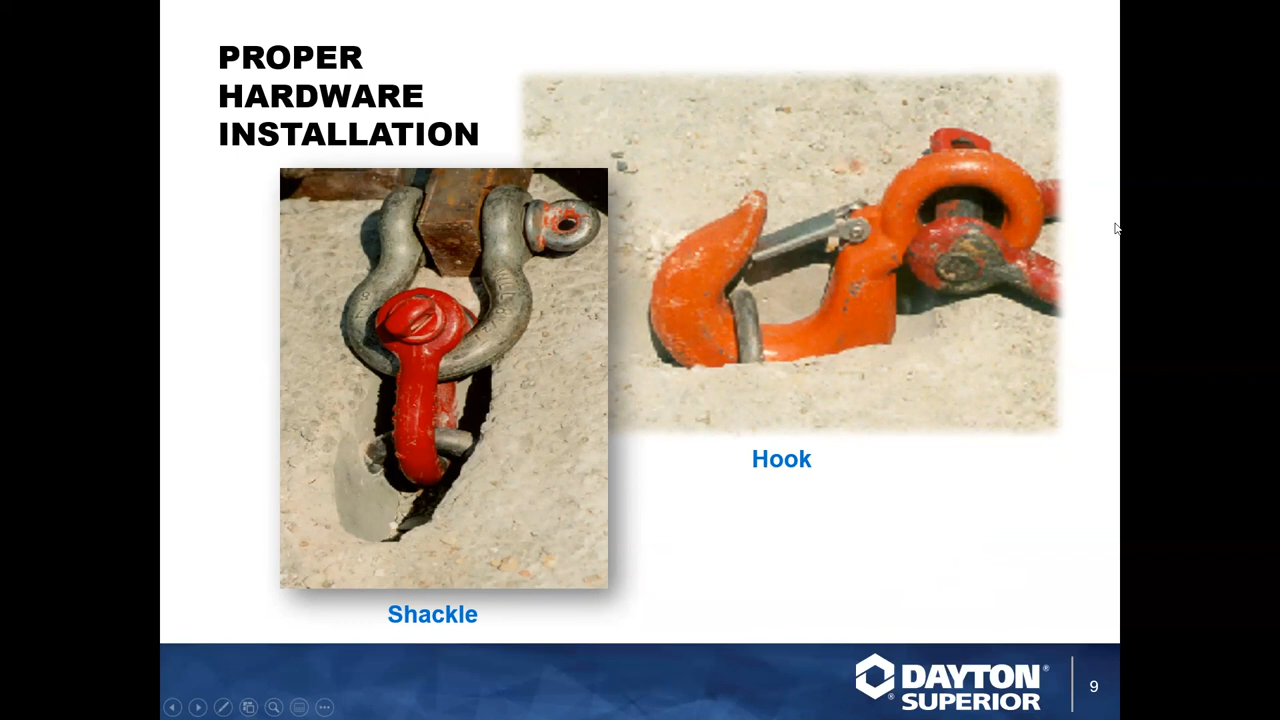 PROPER
HARDWARE
INSTALLATION
Hook
Shackle
DAYTON®
® SUPERIOR
9